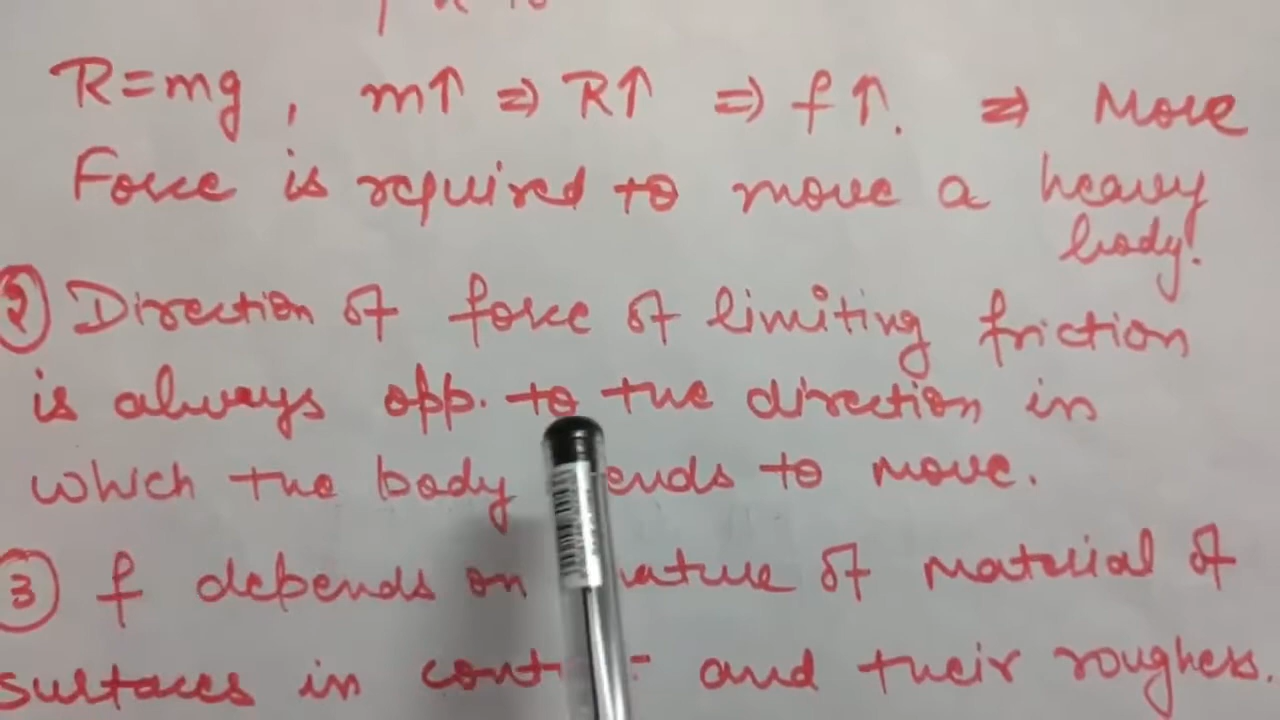 R=mg, m↑ ⇒ R↑ ⇒ f↑. ⇒ More
Force is required to move a heavy
body.
② Direction of force of limiting friction
is always opp. to the direction in
which the body tends to move.
③ f depends on nature of material of
surfaces in and their roughness.